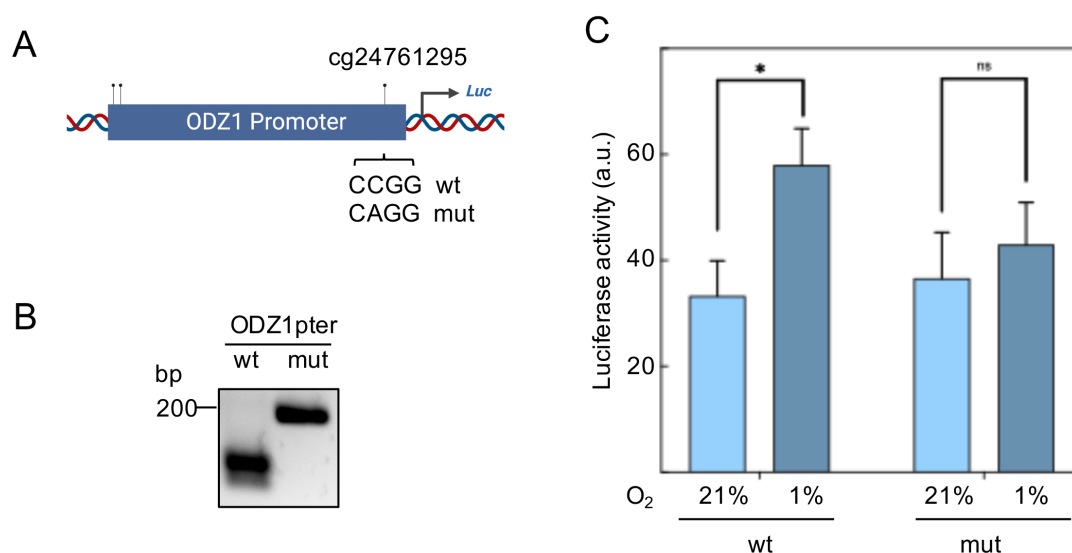 A
cg24761295
Luc
ODZ1 Promoter
CCGG wt
CAGG mut
B
ODZ1pter
wt mut
bp
200
C
* ns
Luciferase activity (a.u.)
60
40
20
O₂ 21% 1% 21% 1%
wt mut